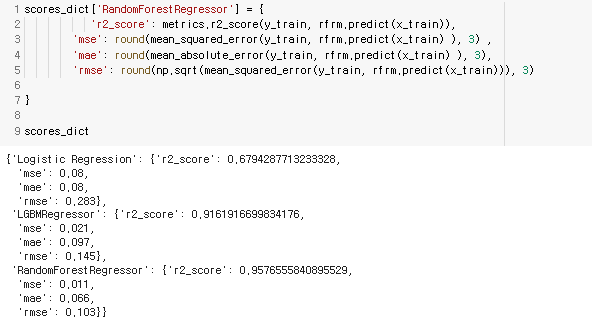 1 scores_dict['RandomForestRegressor'] = {
2 'r2_score': metrics.r2_score(y_train, rfrm.predict(x_train)),
3 'mse': round(mean_squared_error(y_train, rfrm.predict(x_train) ), 3) ,
4 'mae': round(mean_absolute_error(y_train, rfrm.predict(x_train) ), 3),
5 'rmse': round(np.sqrt(mean_squared_error(y_train, rfrm.predict(x_train))), 3)
6
7 }
8
9 scores_dict
{'Logistic Regression': {'r2_score': 0.6794287713233328,
'mse': 0.08,
'mae': 0.08,
'rmse': 0.283},
'LGBMRegressor': {'r2_score': 0.9161916699834176,
'mse': 0.021,
'mae': 0.097,
'rmse': 0.145},
'RandomForestRegressor': {'r2_score': 0.9576555840895529,
'mse': 0.011,
'mae': 0.066,
'rmse': 0.103}}